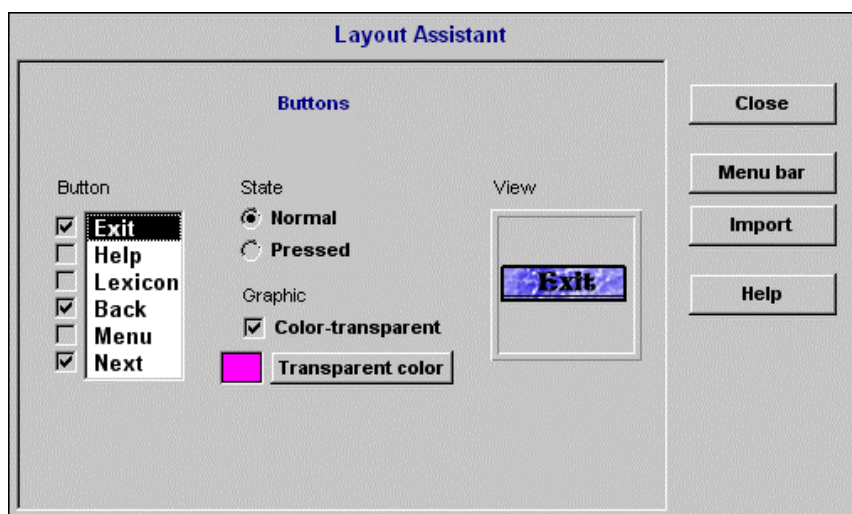 Layout Assistant
Buttons
Button
Exit
Help
Lexicon
Back
Menu
Next
State
Normal
Pressed
Graphic
Color-transparent
Transparent color
View
Exit
Close
Menu bar
Import
Help